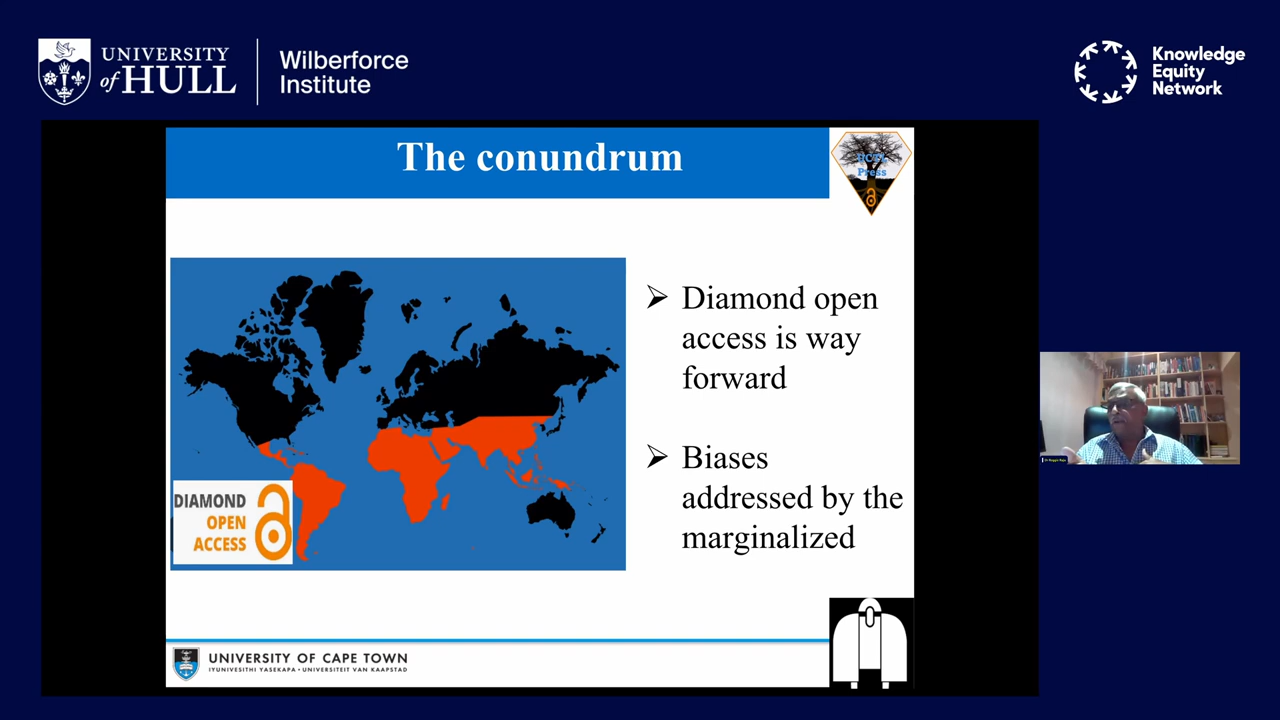 UNIVERSITY
of HULL
Wilberforce
Institute
Knowledge
Equity
Network
The conundrum
Press
Diamond open
access is way
forward
Biases
addressed by the
marginalized
DIAMOND
OPEN
ACCESS
UNIVERSITY OF CAPE TOWN
IYUNIVESITHI YASEKAPA • UNIVERSITEIT VAN KAAPSTAD